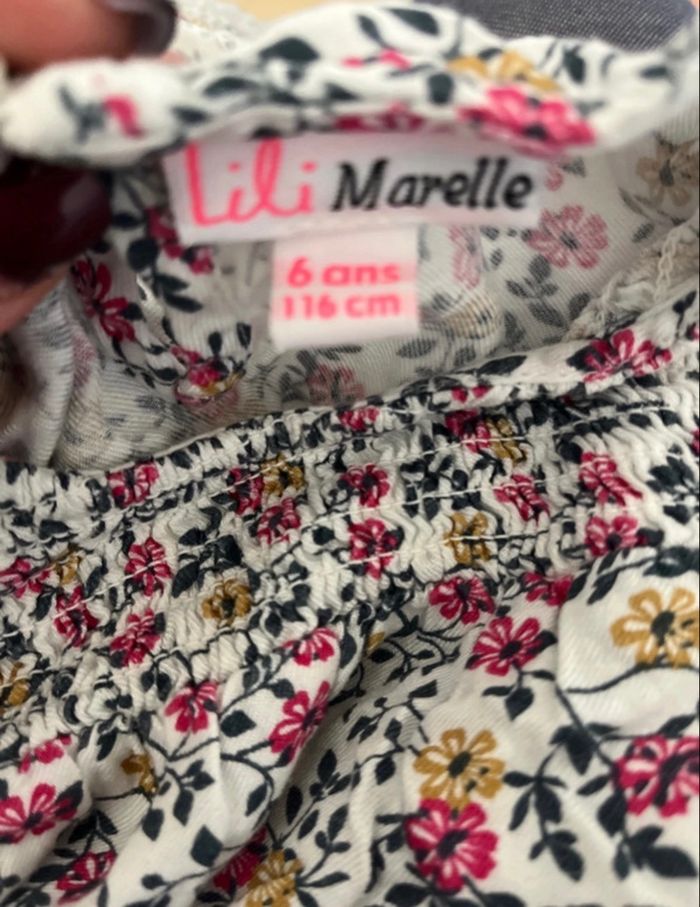 Lili Marelle
6 ans
116 cm